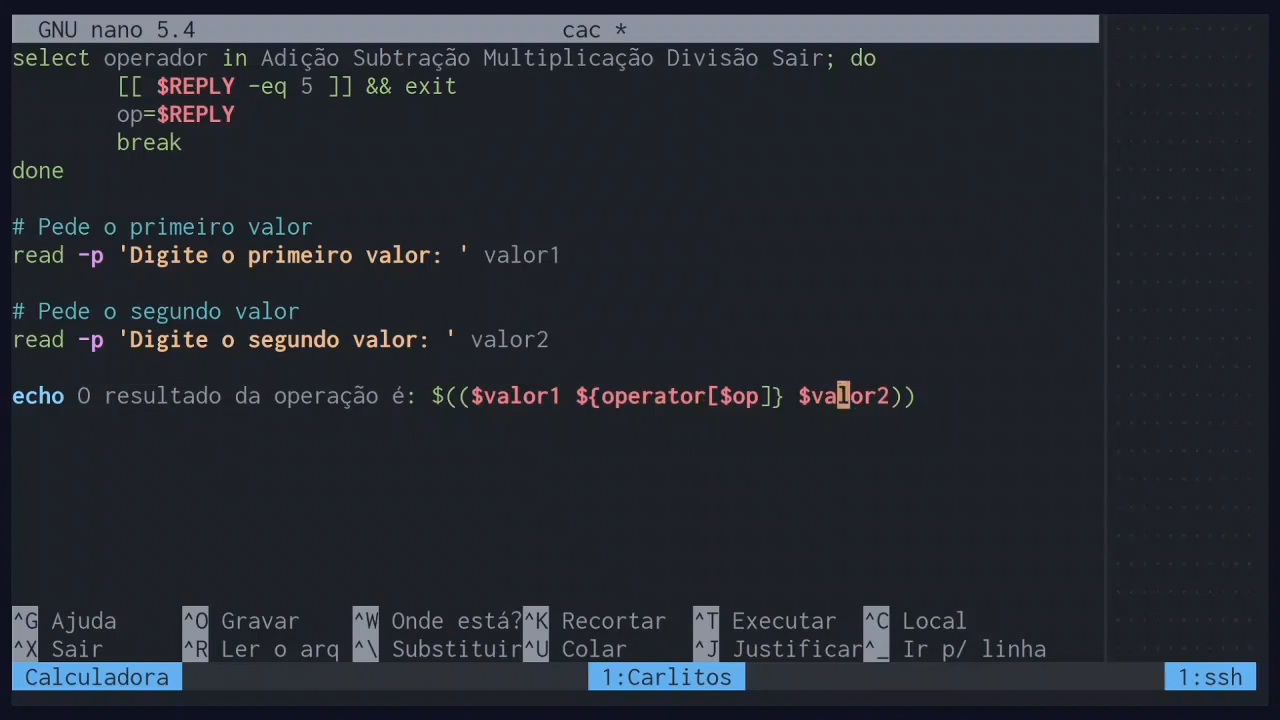 GNU nano 5.4 cac *
select operador in Adição Subtração Multiplicação Divisão Sair; do
[[ $REPLY -eq 5 ]] && exit
op=$REPLY
break
done
# Pede o primeiro valor
read -p 'Digite o primeiro valor: ' valor1
# Pede o segundo valor
read -p 'Digite o segundo valor: ' valor2
echo O resultado da operação é: $(($valor1 ${operator[$op]} $valor2))
^G Ajuda ^O Gravar ^W Onde está? ^K Recortar ^T Executar ^C Local
^X Sair ^R Ler o arq ^\ Substituir ^U Colar ^J Justificar ^_ Ir p/ linha
Calculadora 1:Carlitos 1:ssh